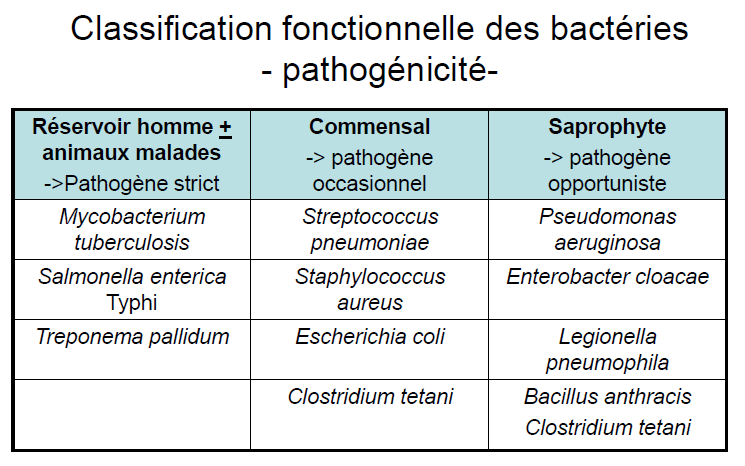 Classification fonctionnelle des bactéries
- pathogénicité-
Réservoir homme +
animaux malades
->Pathogène strict
Commensal
-> pathogène
occasionnel
Saprophyte
-> pathogène
opportuniste
Mycobacterium
tuberculosis
Streptococcus
pneumoniae
Pseudomonas
aeruginosa
Salmonella enterica
Typhi
Staphylococcus
aureus
Enterobacter cloacae
Treponema pallidum
Escherichia coli
Legionella
pneumophila
Clostridium tetani
Bacillus anthracis
Clostridium tetani